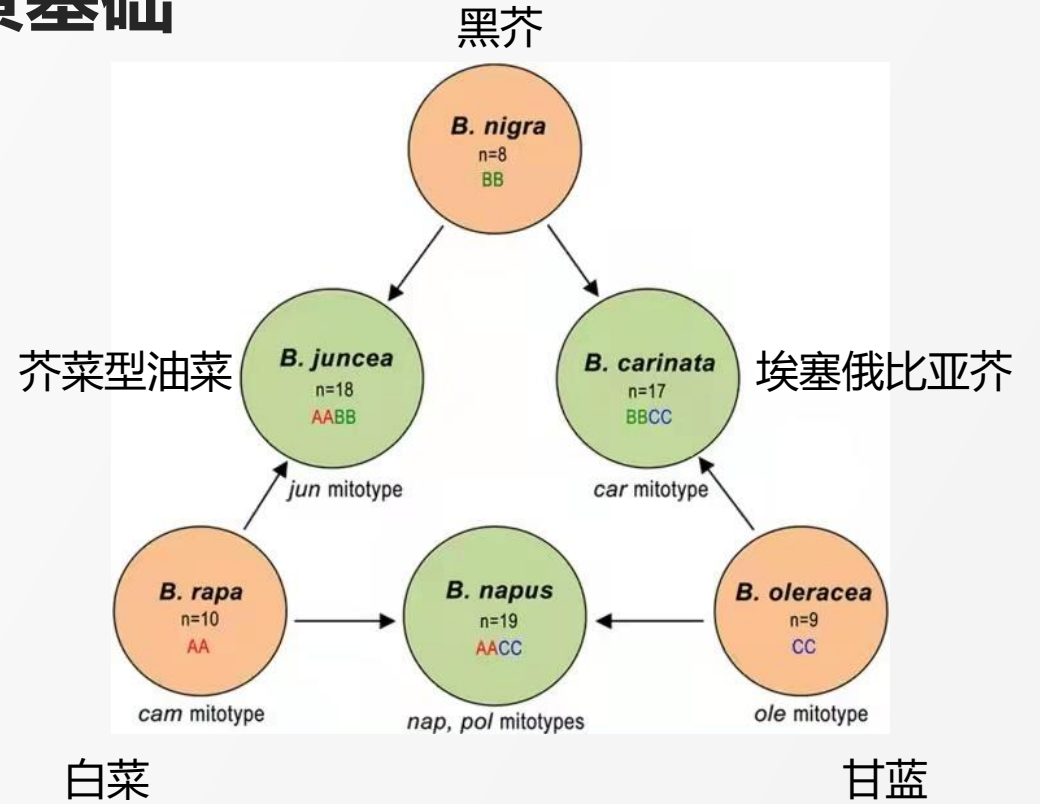 基础
黑芥
B. nigra
n=8
BB
芥菜型油菜
B. juncea
n=18
AABB
jun mitotype
B. carinata
n=17
BBCC
car mitotype
埃塞俄比亚芥
B. rapa
n=10
AA
cam mitotype
B. napus
n=19
AACC
nap, pol mitotypes
B. oleracea
n=9
CC
ole mitotype
白菜
甘蓝